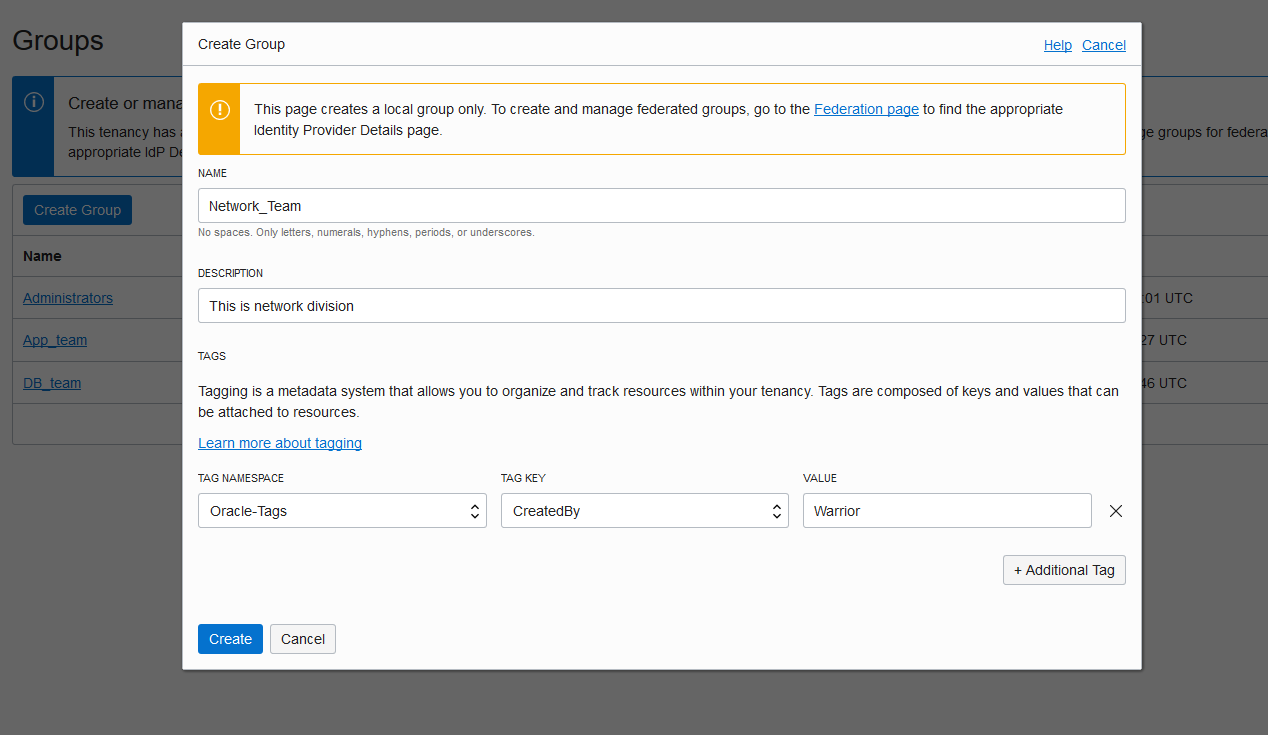 Groups
Create Group
Help Cancel
Create or mana
This tenancy has a
appropriate IdP De
ge groups for federa
This page creates a local group only. To create and manage federated groups, go to the Federation page to find the appropriate
Identity Provider Details page.
NAME
Network_Team
No spaces. Only letters, numerals, hyphens, periods, or underscores.
Create Group
Name
DESCRIPTION
This is network division
Administrators
:01 UTC
App_team
27 UTC
DB_team
46 UTC
TAGS
Tagging is a metadata system that allows you to organize and track resources within your tenancy. Tags are composed of keys and values that can
be attached to resources.
Learn more about tagging
TAG NAMESPACE TAG KEY VALUE
Oracle-Tags CreatedBy Warrior
+ Additional Tag
Create Cancel